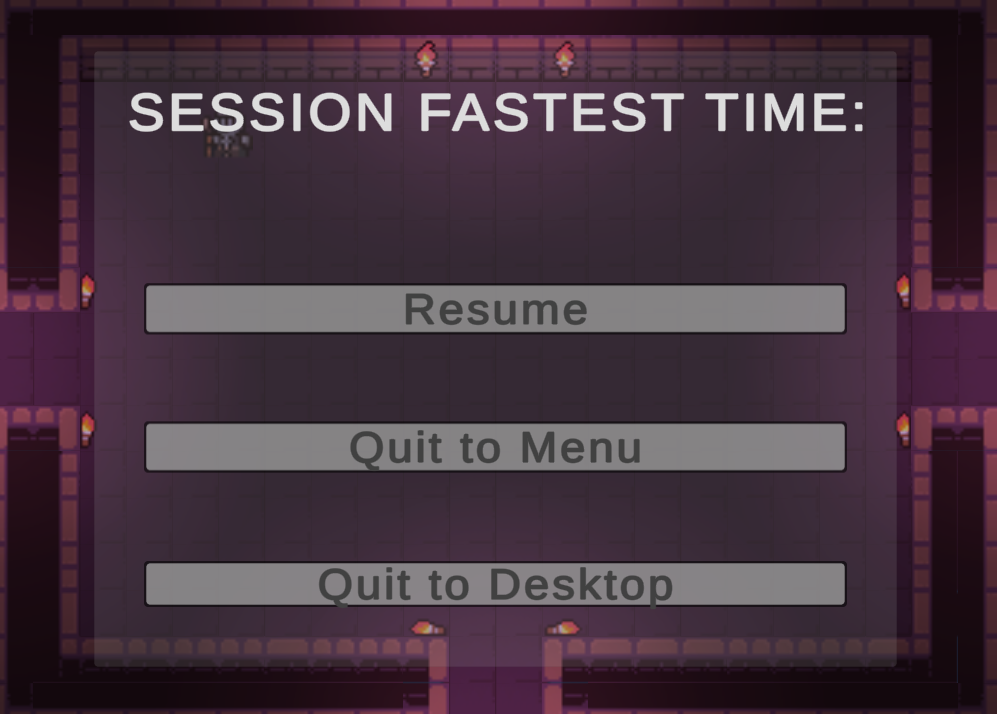 SESSION FASTEST TIME:
Resume
Quit to Menu
Quit to Desktop